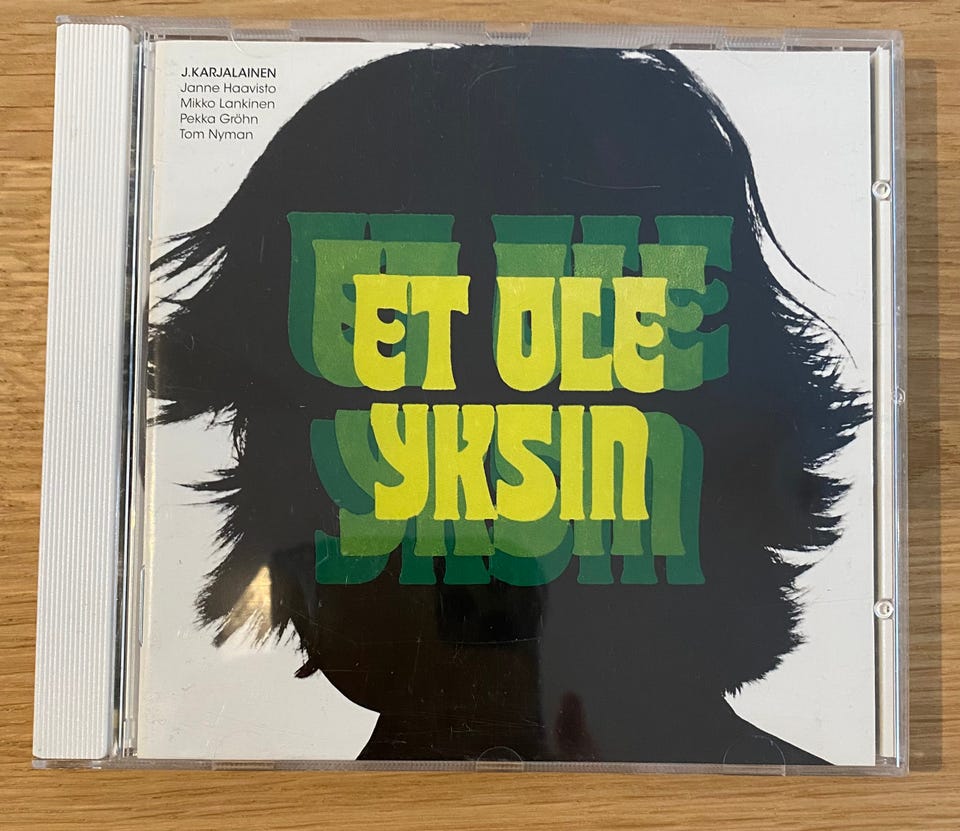 J.KARJALAINEN
Janne Haavisto
Mikko Lankinen
Pekka Gröhn
Tom Nyman
ET OLE
YKSIN